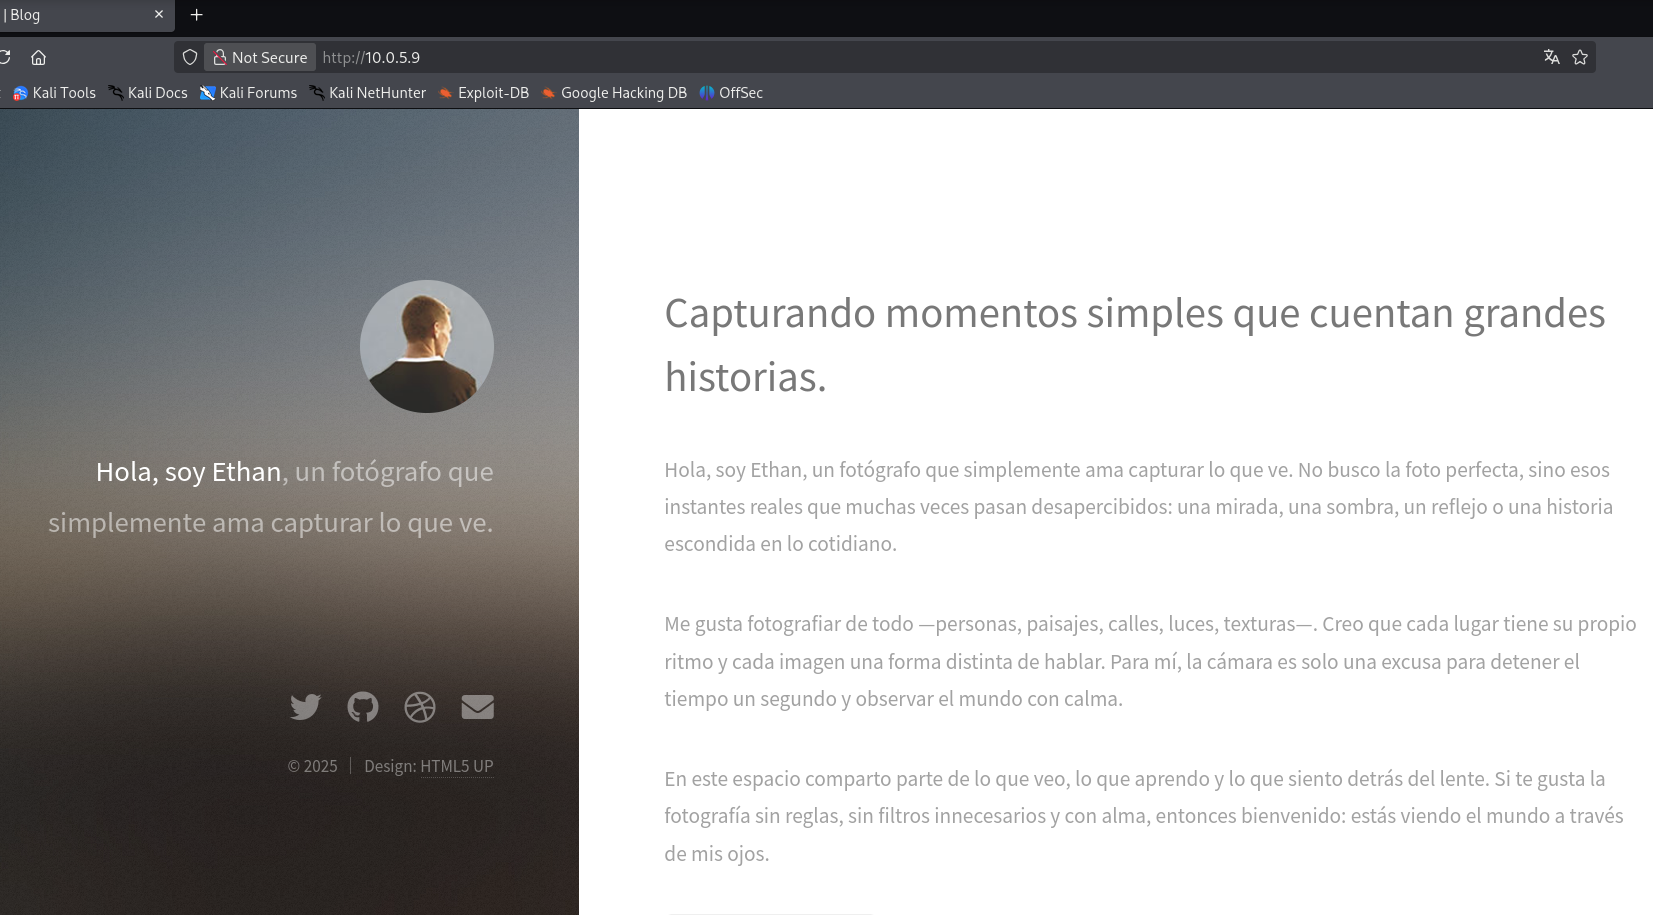 | Blog
Not Secure http://10.0.5.9
Kali Tools Kali Docs Kali Forums Kali NetHunter Exploit-DB Google Hacking DB OffSec
Hola, soy Ethan, un fotógrafo que
simplemente ama capturar lo que ve.
© 2025 | Design: HTML5 UP
Capturando momentos simples que cuentan grandes
historias.
Hola, soy Ethan, un fotógrafo que simplemente ama capturar lo que ve. No busco la foto perfecta, sino esos
instantes reales que muchas veces pasan desapercibidos: una mirada, una sombra, un reflejo o una historia
escondida en lo cotidiano.
Me gusta fotografiar de todo —personas, paisajes, calles, luces, texturas—. Creo que cada lugar tiene su propio
ritmo y cada imagen una forma distinta de hablar. Para mí, la cámara es solo una excusa para detener el
tiempo un segundo y observar el mundo con calma.
En este espacio comparto parte de lo que veo, lo que aprendo y lo que siento detrás del lente. Si te gusta la
fotografía sin reglas, sin filtros innecesarios y con alma, entonces bienvenido: estás viendo el mundo a través
de mis ojos.